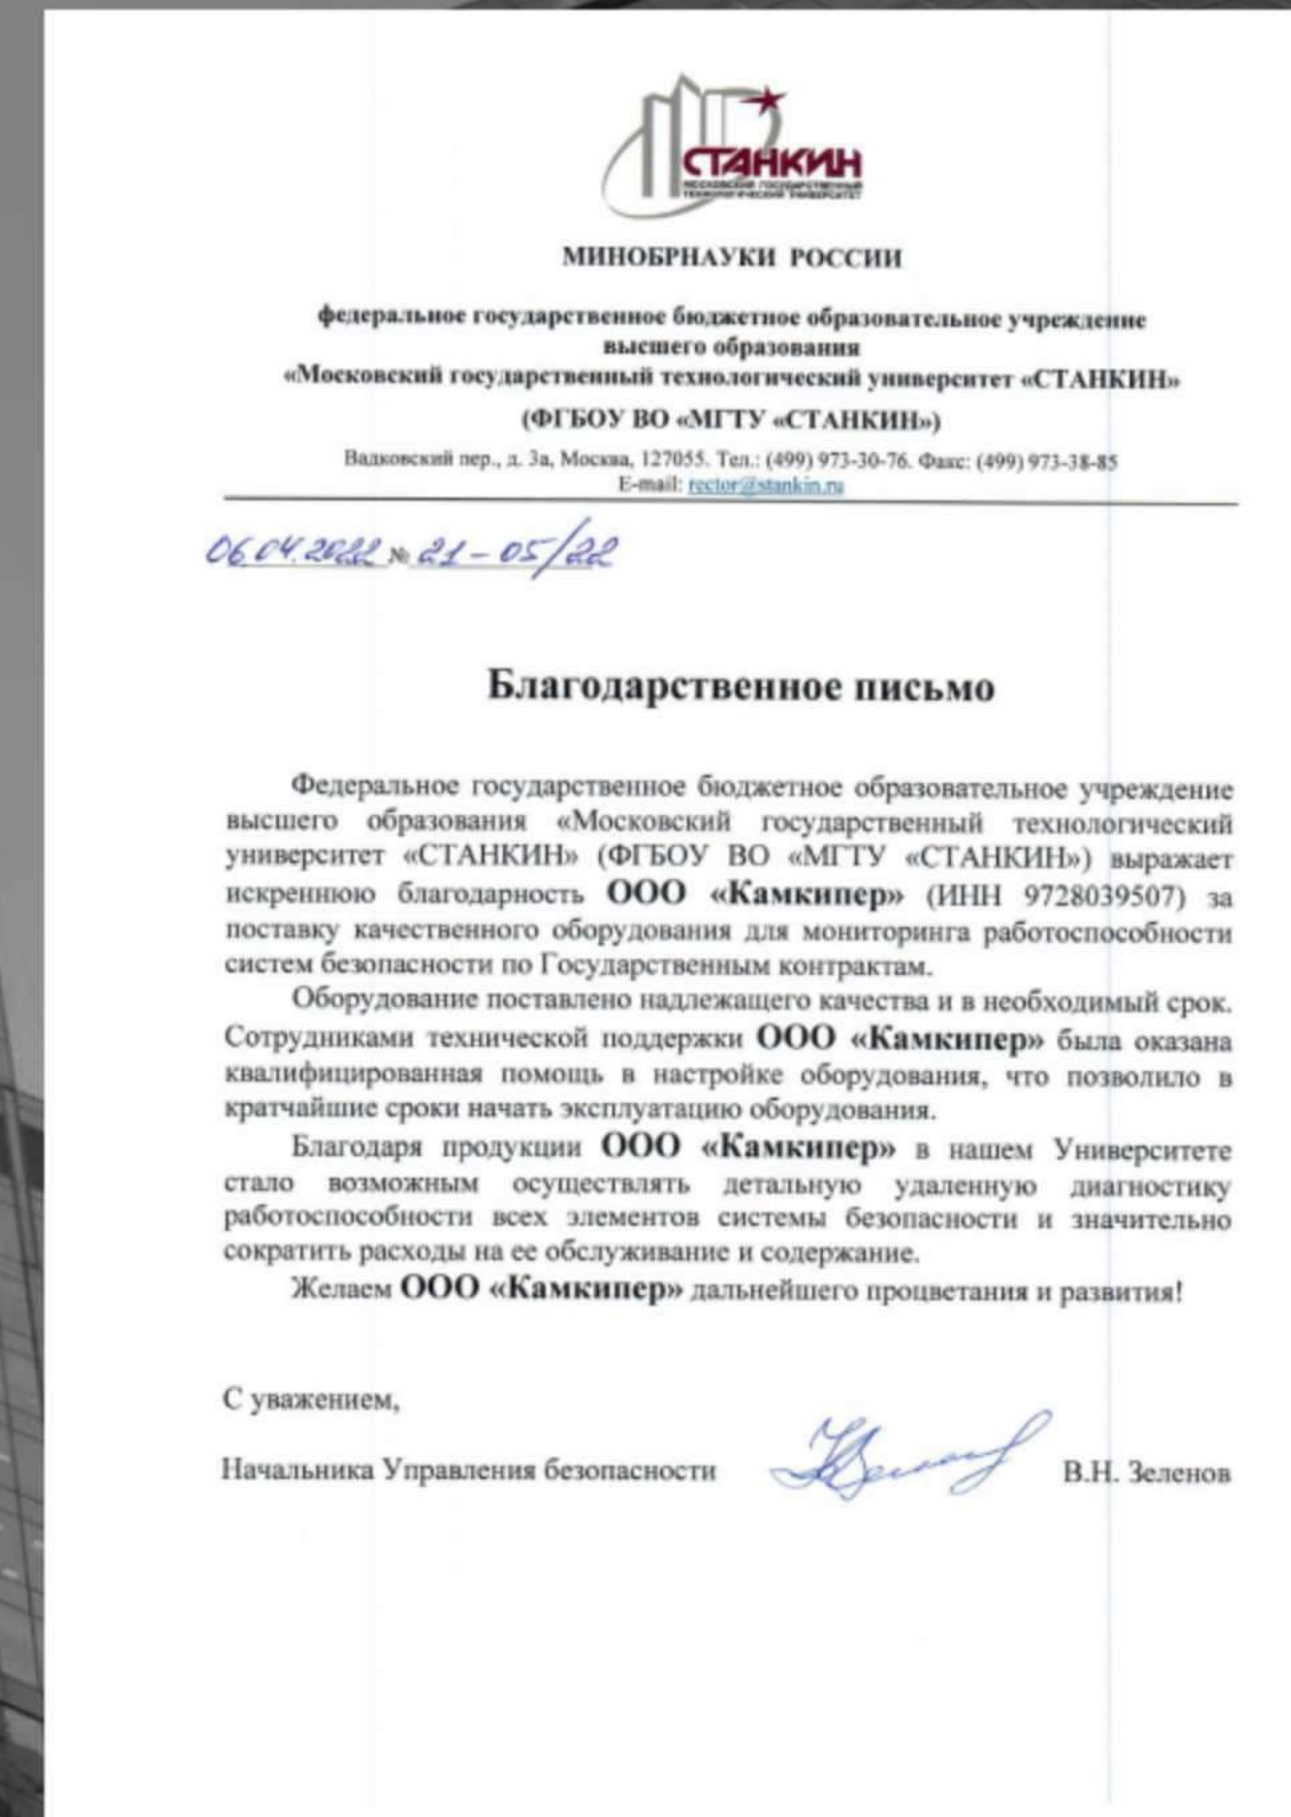 СТАНКИН
МОСКОВСКИЙ ГОСУДАРСТВЕННЫЙ
ТЕХНОЛОГИЧЕСКИЙ УНИВЕРСИТЕТ
МИНОБРНАУКИ РОССИИ
федеральное государственное бюджетное образовательное учреждение
высшего образования
«Московский государственный технологический университет «СТАНКИН»
(ФГБОУ ВО «МГТУ «СТАНКИН»)
Вадковский пер., д. 3а, Москва, 127055. Тел.: (499) 973-30-76. Факс: (499) 973-38-85
E-mail: rector@stankin.ru
06.04.2022 № 21-05/22
Благодарственное письмо
Федеральное государственное бюджетное образовательное учреждение
высшего образования «Московский государственный технологический
университет «СТАНКИН» (ФГБОУ ВО «МГТУ «СТАНКИН») выражает
искреннюю благодарность ООО «Камкипер» (ИНН 9728039507) за
поставку качественного оборудования для мониторинга работоспособности
систем безопасности по Государственным контрактам.
Оборудование поставлено надлежащего качества и в необходимый срок.
Сотрудниками технической поддержки ООО «Камкипер» была оказана
квалифицированная помощь в настройке оборудования, что позволило в
кратчайшие сроки начать эксплуатацию оборудования.
Благодаря продукции ООО «Камкипер» в нашем Университете
стало возможным осуществлять детальную удаленную диагностику
работоспособности всех элементов системы безопасности и значительно
сократить расходы на ее обслуживание и содержание.
Желаем ООО «Камкипер» дальнейшего процветания и развития!
С уважением,
Начальника Управления безопасности В.Н. Зеленов